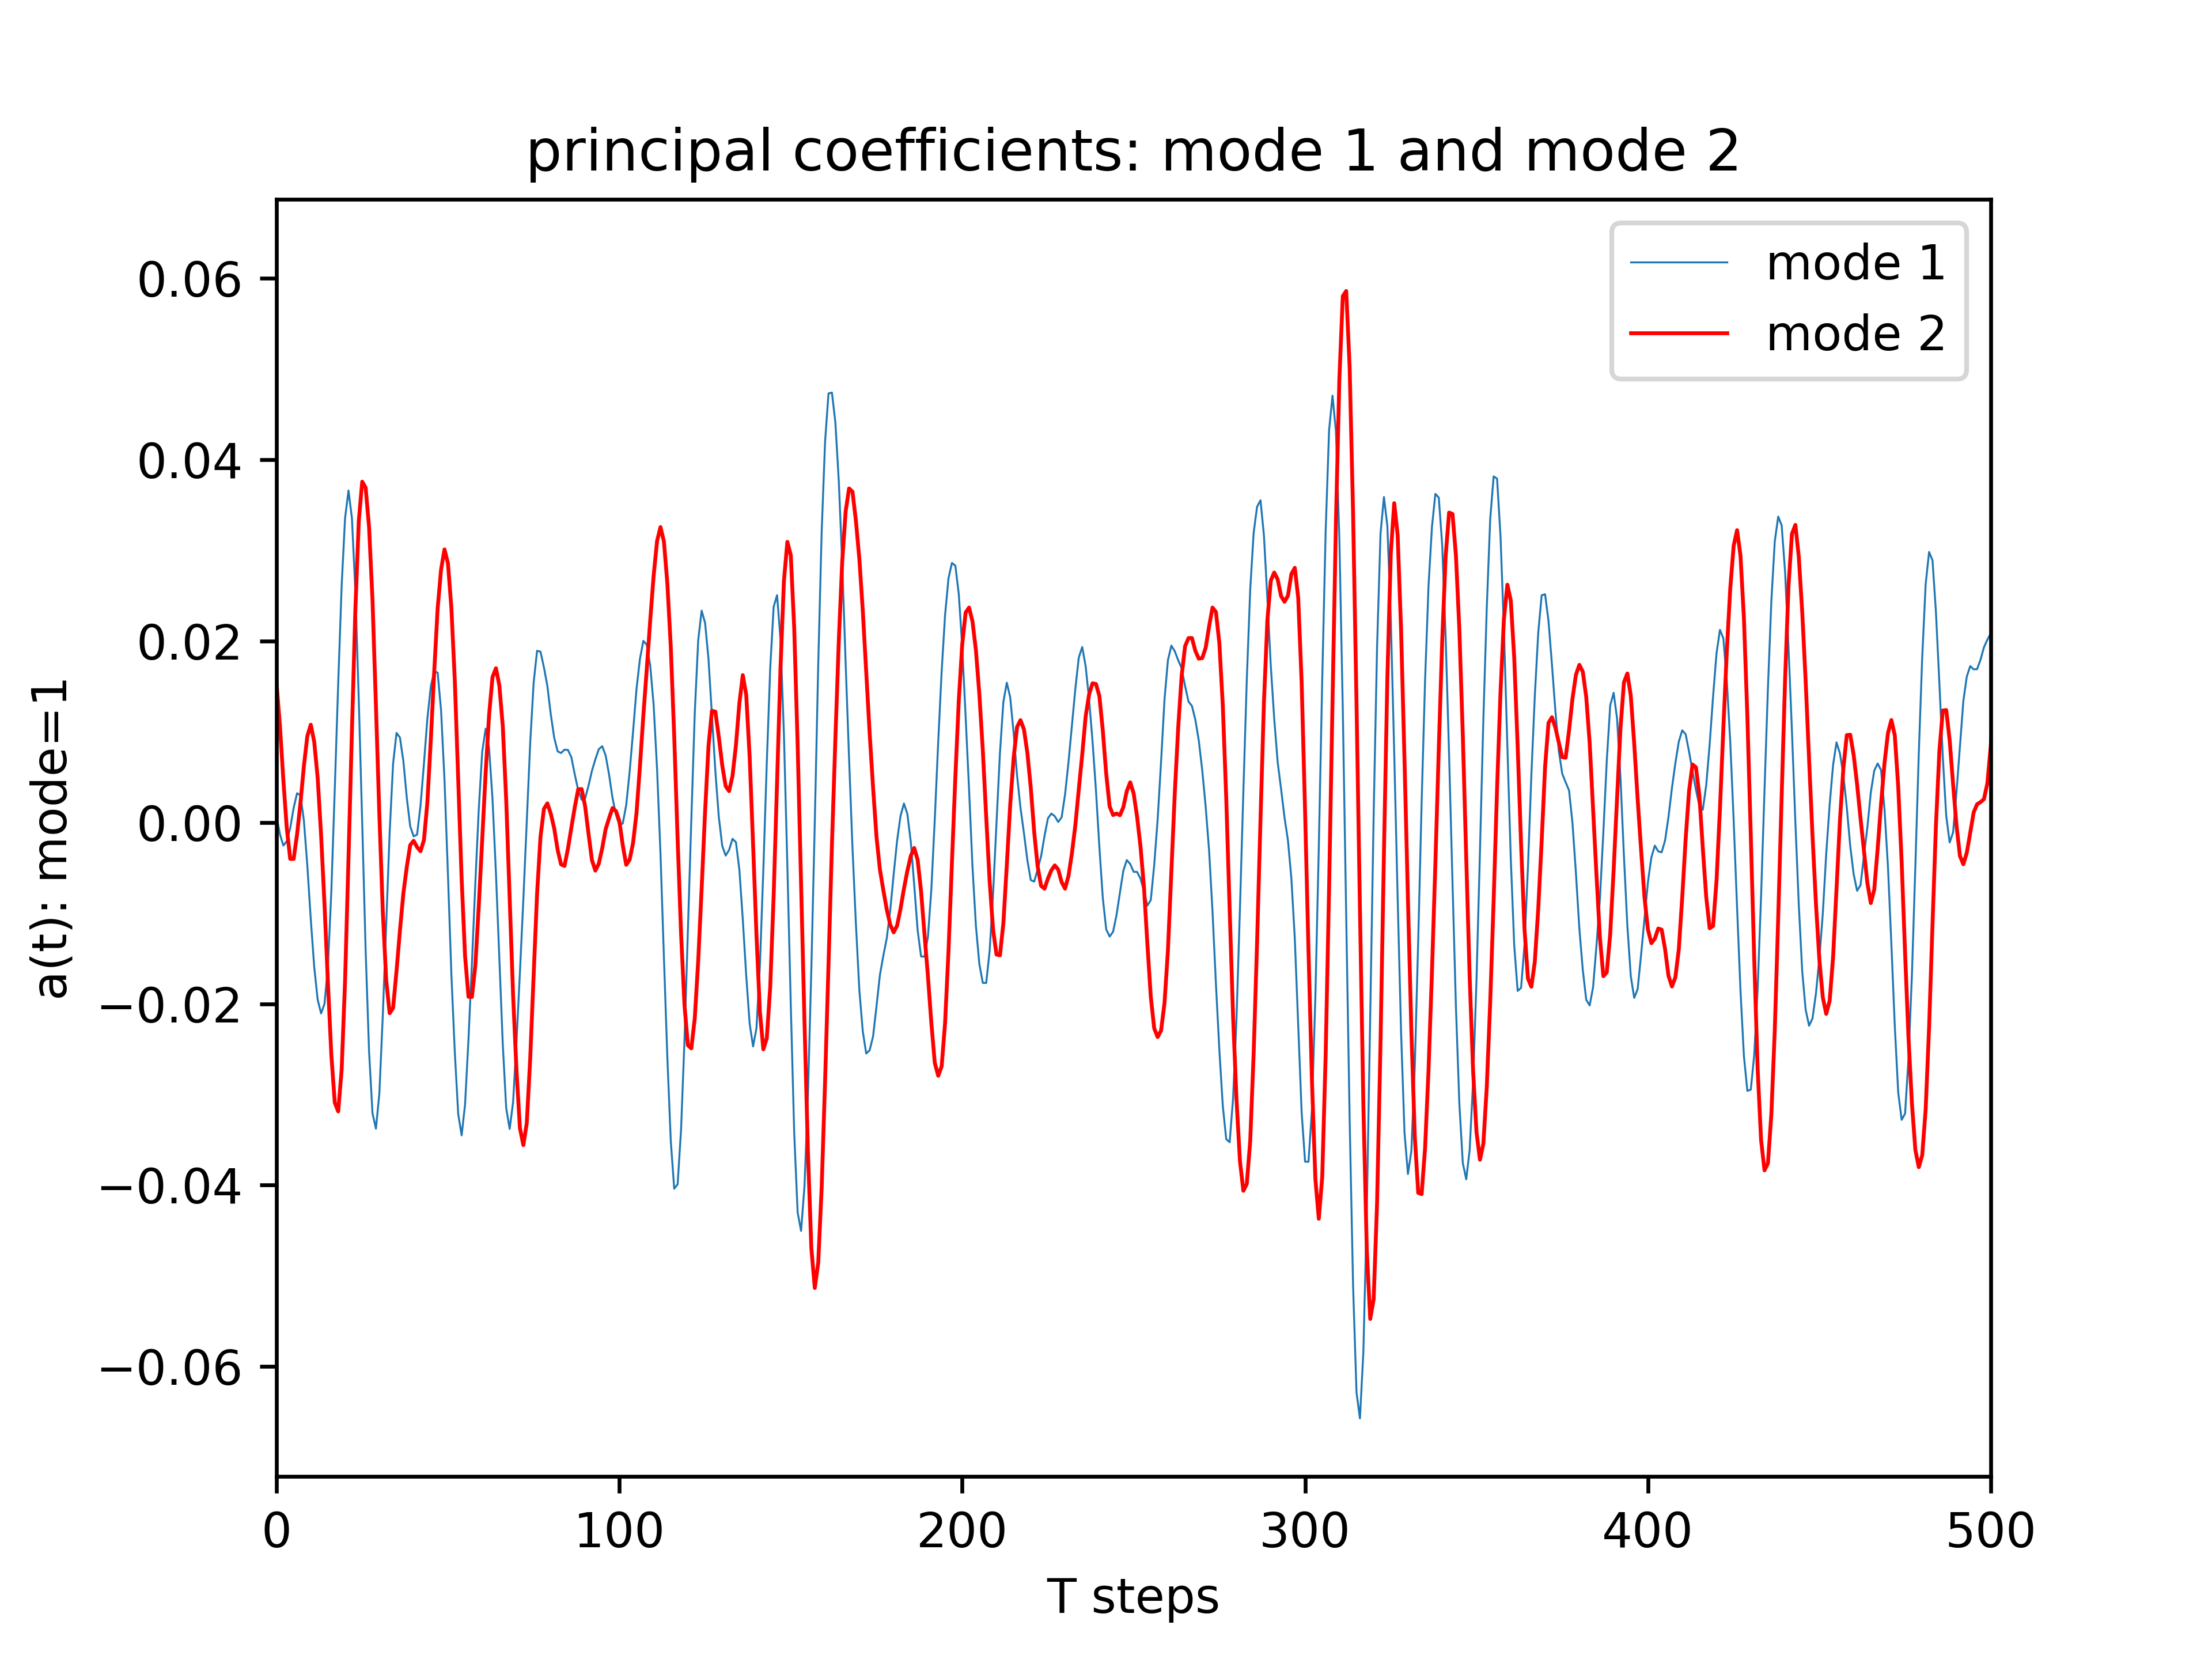 principal coefficients: mode 1 and mode 2
mode 1
mode 2
0.06
0.04
0.02
0.00
−0.02
−0.04
−0.06
a(t): mode=1
0 100 200 300 400 500
T steps